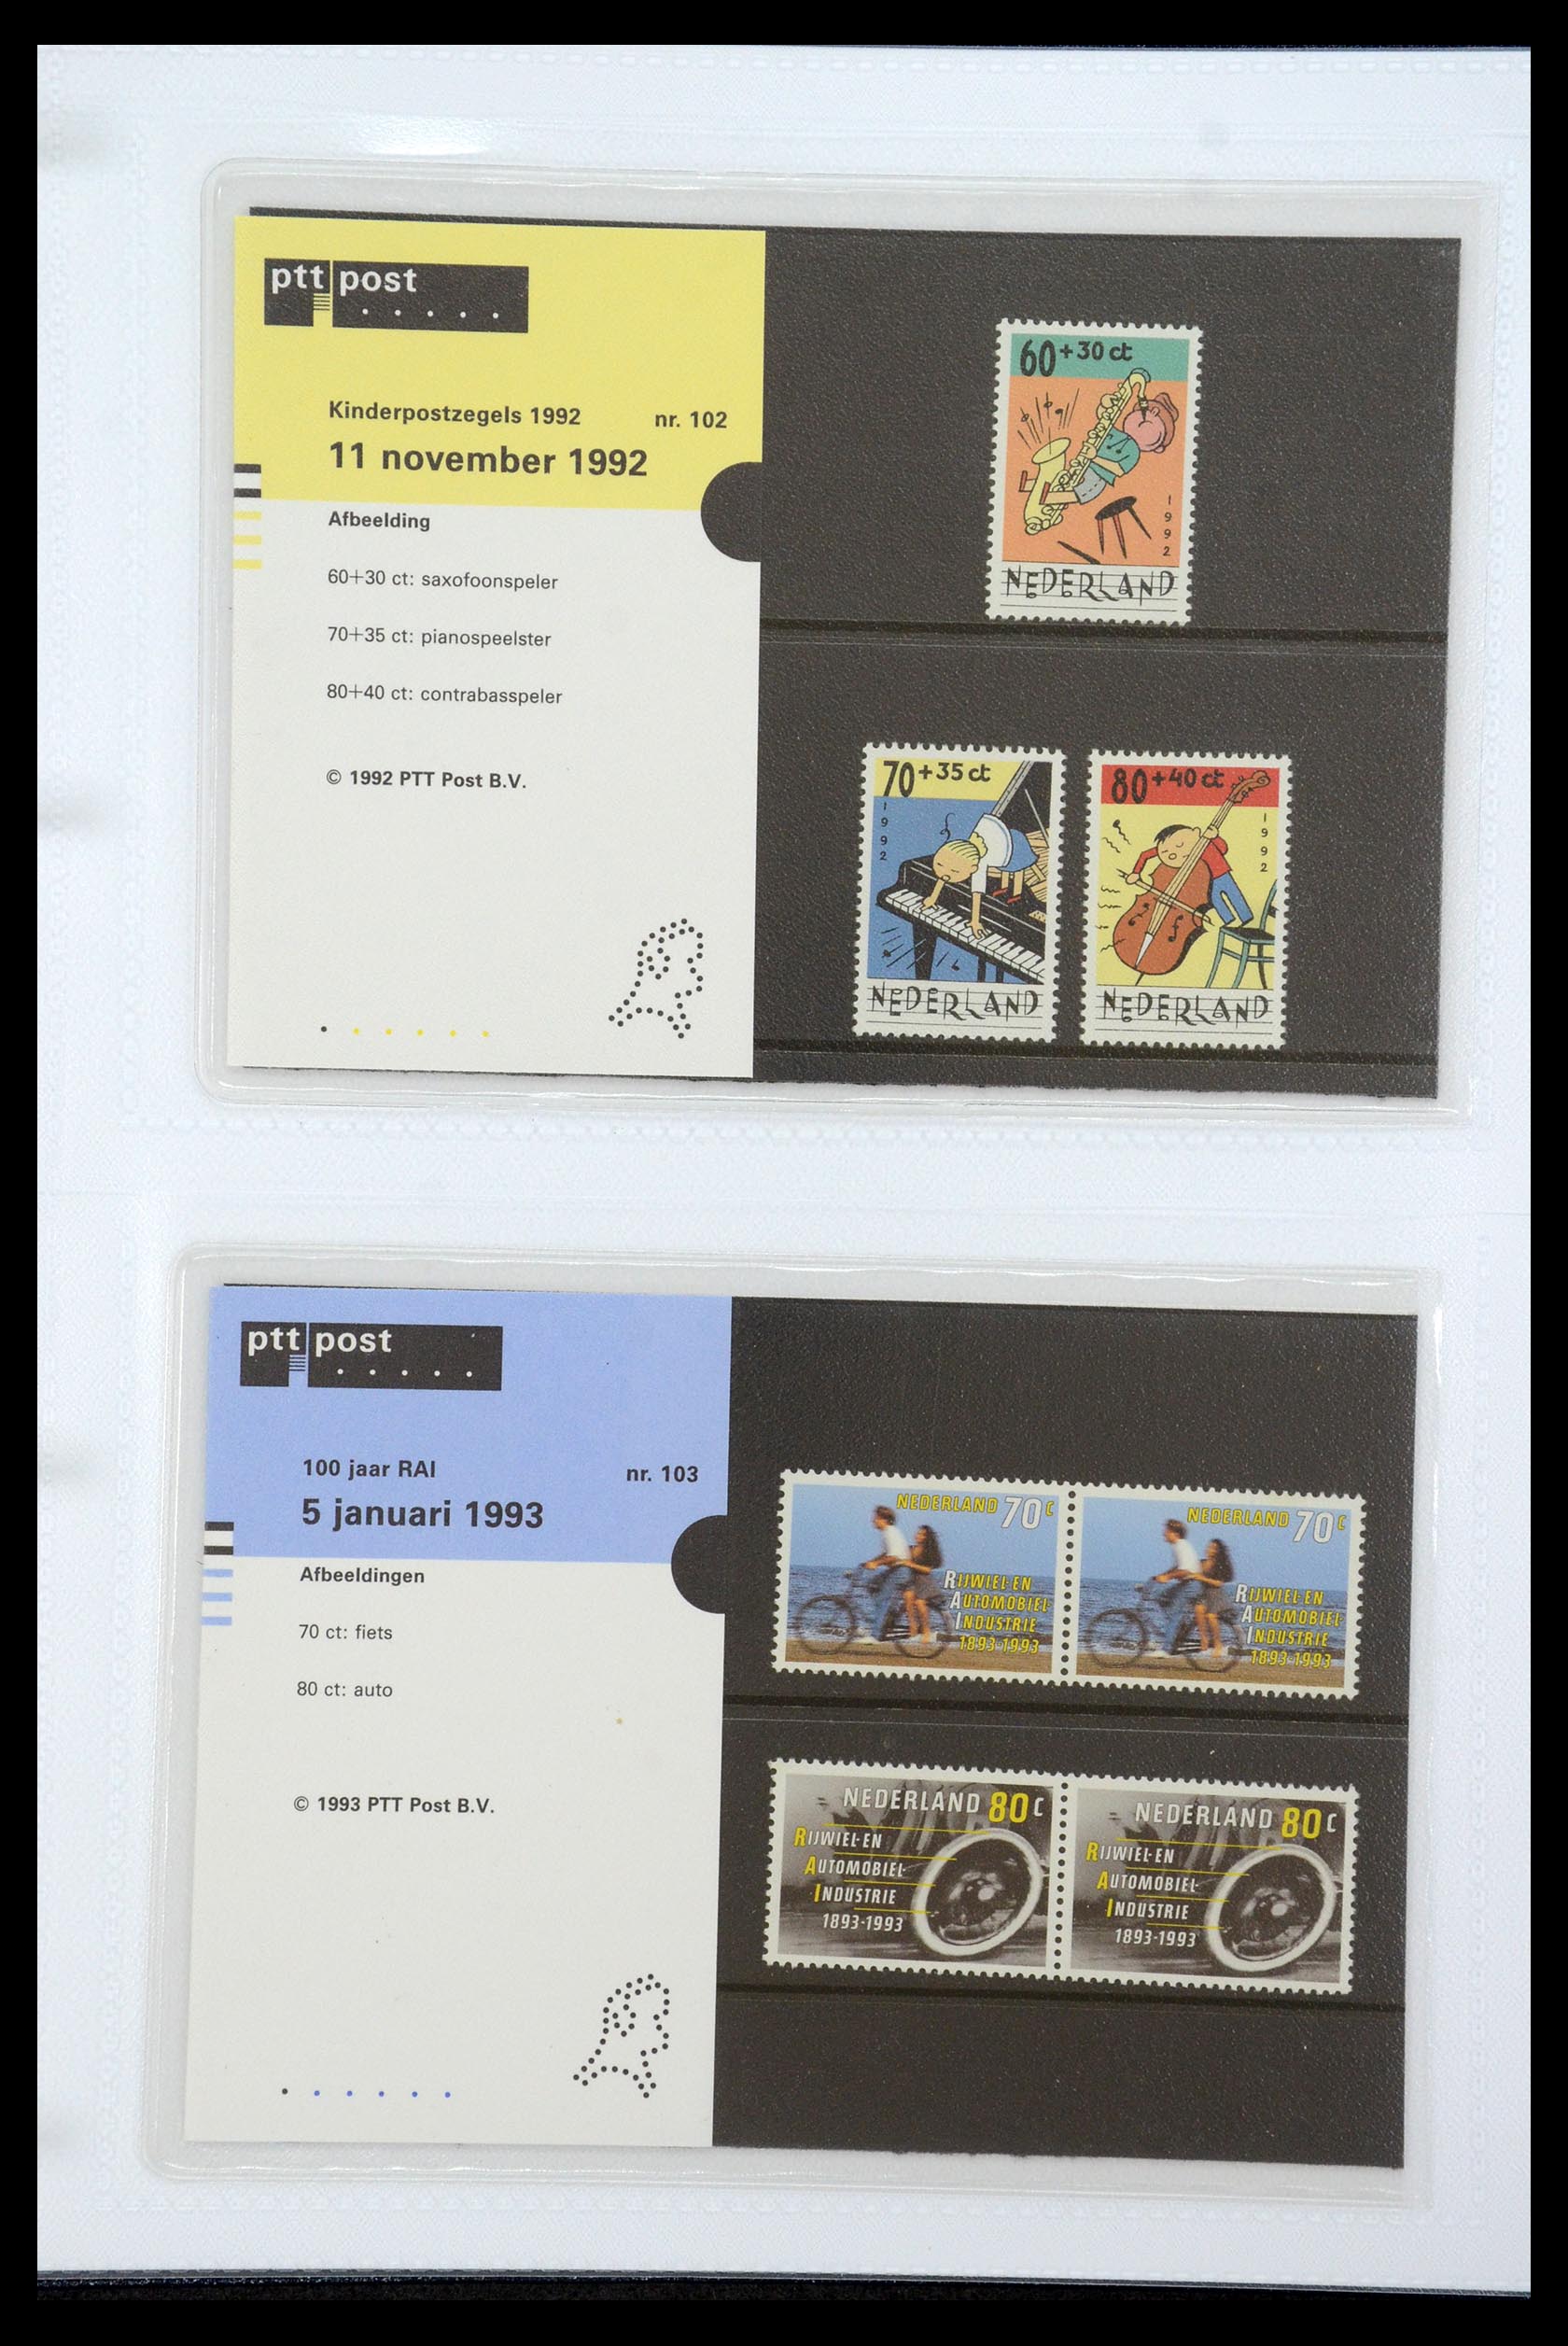 ptt post
Kinderpostzegels 1992 nr. 102
11 november 1992
Afbeelding
60+30 ct: saxofoonspeler
70+35 ct: pianospeelster
80+40 ct: contrabasspeler
© 1992 PTT Post B.V.
60+30 ct
1992
NEDERLAND
70+35 ct
1992
NEDERLAND
80+40 ct
1992
NEDERLAND
ptt post
100 jaar RAI nr. 103
5 januari 1993
Afbeeldingen
70 ct: fiets
80 ct: auto
© 1993 PTT Post B.V.
NEDERLAND 70 c
RIJWIEL-EN
AUTOMOBIEL-
INDUSTRIE
1893-1993
NEDERLAND 70 c
RIJWIEL-EN
AUTOMOBIEL-
INDUSTRIE
1893-1993
NEDERLAND 80 c
RIJWIEL-EN
AUTOMOBIEL-
INDUSTRIE
1893-1993
NEDERLAND 80 c
RIJWIEL-EN
AUTOMOBIEL-
INDUSTRIE
1893-1993